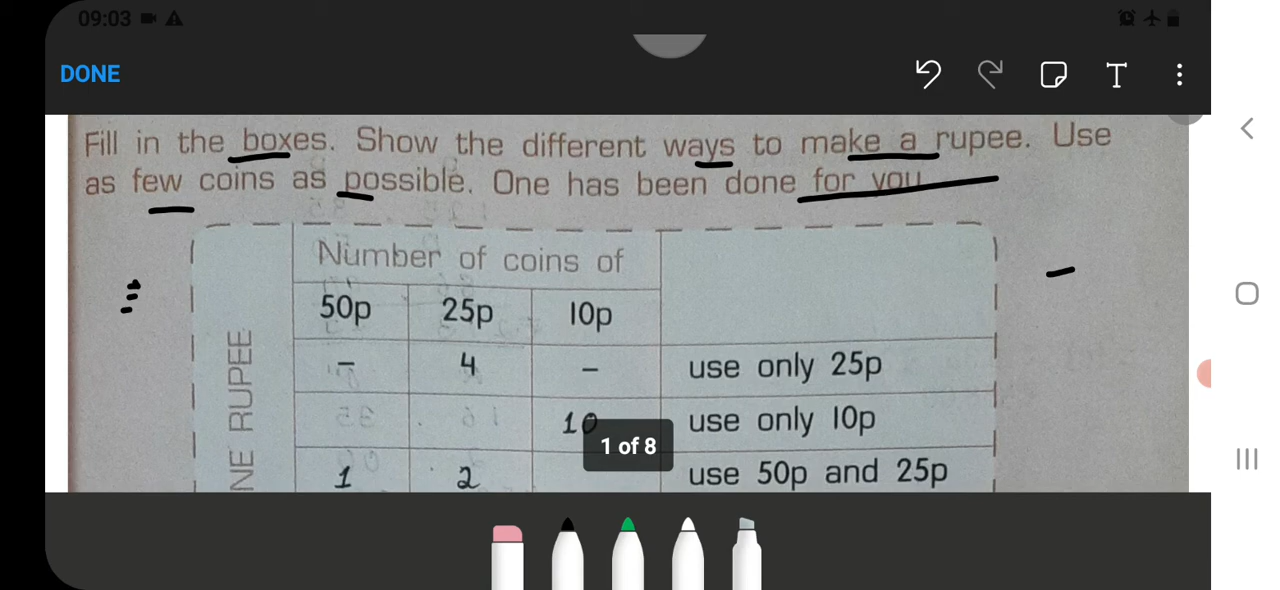 09:03
DONE
T
Fill in the boxes. Show the different ways to make a rupee. Use
as few coins as possible. One has been done for you
Number of coins of
50p 25p 10p
– 4 – use only 25p
10 use only 10p
1 of 8
1 2 use 50p and 25p
NE RUPEE